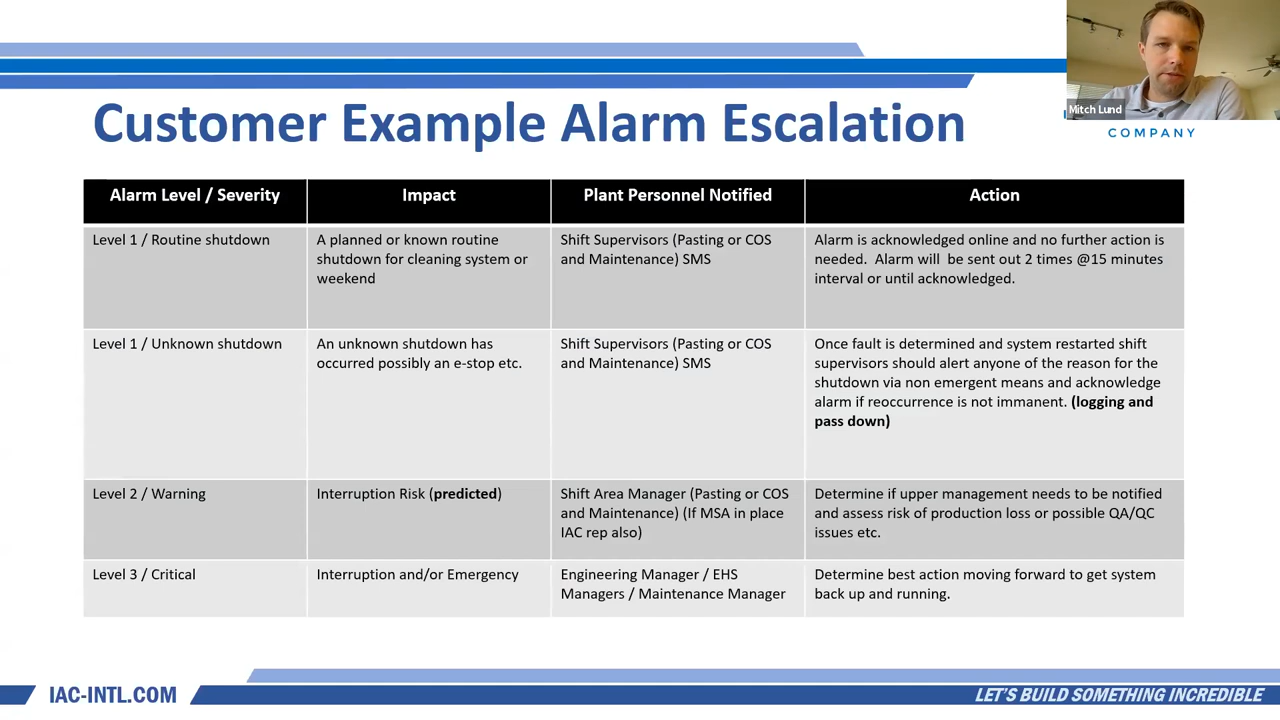 Mitch Lund
COMPANY
Customer Example Alarm Escalation
Alarm Level / Severity
Impact
Plant Personnel Notified
Action
Level 1 / Routine shutdown
A planned or known routine
shutdown for cleaning system or
weekend
Shift Supervisors (Pasting or COS
and Maintenance) SMS
Alarm is acknowledged online and no further action is
needed.  Alarm will  be sent out 2 times @15 minutes
interval or until acknowledged.
Level 1 / Unknown shutdown
An unknown shutdown has
occurred possibly an e-stop etc.
Shift Supervisors (Pasting or COS
and Maintenance) SMS
Once fault is determined and system restarted shift
supervisors should alert anyone of the reason for the
shutdown via non emergent means and acknowledge
alarm if reoccurrence is not immanent. (logging and
pass down)
Level 2 / Warning
Interruption Risk (predicted)
Shift Area Manager (Pasting or COS
and Maintenance) (If MSA in place
IAC rep also)
Determine if upper management needs to be notified
and assess risk of production loss or possible QA/QC
issues etc.
Level 3 / Critical
Interruption and/or Emergency
Engineering Manager / EHS
Managers / Maintenance Manager
Determine best action moving forward to get system
back up and running.
IAC-INTL.COM
LET'S BUILD SOMETHING INCREDIBLE